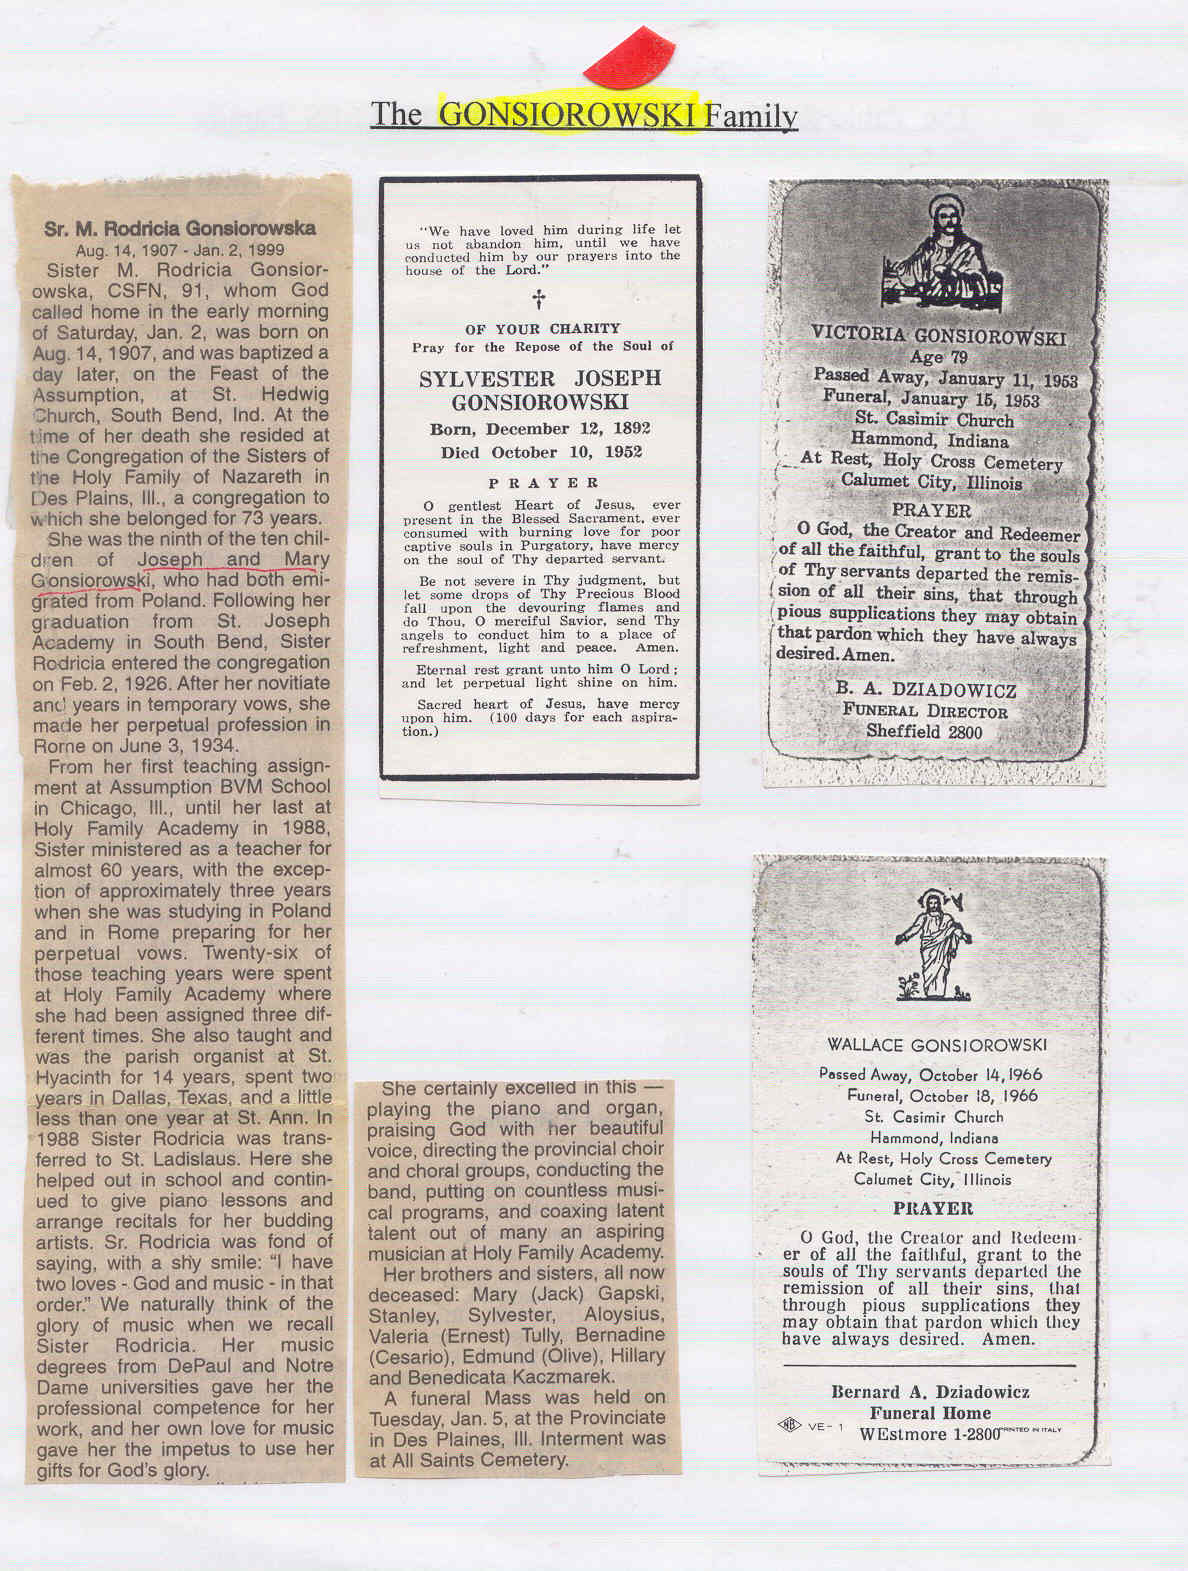 The GONSIOROWSKI Family
Sr. M. Rodricia Gonsiorowska
Aug. 14, 1907 - Jan. 2, 1999
Sister M. Rodricia Gonsior-
owska, CSFN, 91, whom God
called home in the early morning
of Saturday, Jan. 2, was born on
Aug. 14, 1907, and was baptized a
day later, on the Feast of the
Assumption, at St. Hedwig
Church, South Bend, Ind. At the
time of her death she resided at
the Congregation of the Sisters of
the Holy Family of Nazareth in
Des Plains, Ill., a congregation to
which she belonged for 73 years.
She was the ninth of the ten chil-
dren of Joseph and Mary
Gonsiorowski, who had both emi-
grated from Poland. Following her
graduation from St. Joseph
Academy in South Bend, Sister
Rodricia entered the congregation
on Feb. 2, 1926. After her novitiate
and years in temporary vows, she
made her perpetual profession in
Rome on June 3, 1934.
From her first teaching assign-
ment at Assumption BVM School
in Chicago, Ill., until her last at
Holy Family Academy in 1988,
Sister ministered as a teacher for
almost 60 years, with the excep-
tion of approximately three years
when she was studying in Poland
and in Rome preparing for her
perpetual vows. Twenty-six of
those teaching years were spent
at Holy Family Academy where
she had been assigned three dif-
ferent times. She also taught and
was the parish organist at St.
Hyacinth for 14 years, spent two
years in Dallas, Texas, and a little
less than one year at St. Ann. In
1988 Sister Rodricia was trans-
ferred to St. Ladislaus. Here she
helped out in school and contin-
ued to give piano lessons and
arrange recitals for her budding
artists. Sr. Rodricia was fond of
saying, with a shy smile: "I have
two loves - God and music - in that
order." We naturally think of the
glory of music when we recall
Sister Rodricia. Her music
degrees from DePaul and Notre
Dame universities gave her the
professional competence for her
work, and her own love for music
gave her the impetus to use her
gifts for God's glory.
She certainly excelled in this —
playing the piano and organ,
praising God with her beautiful
voice, directing the provincial choir
and choral groups, conducting the
band, putting on countless musi-
cal programs, and coaxing latent
talent out of many an aspiring
musician at Holy Family Academy.
Her brothers and sisters, all now
deceased: Mary (Jack) Gapski,
Stanley, Sylvester, Aloysius,
Valeria (Ernest) Tully, Bernadine
(Cesario), Edmund (Olive), Hillary
and Benedicata Kaczmarek.
A funeral Mass was held on
Tuesday, Jan. 5, at the Provinciate
in Des Plaines, Ill. Interment was
at All Saints Cemetery.
"We have loved him during life let
us not abandon him, until we have
conducted him by our prayers into the
house of the Lord."
OF YOUR CHARITY
Pray for the Repose of the Soul of
SYLVESTER JOSEPH
GONSIOROWSKI
Born, December 12, 1892
Died October 10, 1952
PRAYER
O gentlest Heart of Jesus, ever
present in the Blessed Sacrament, ever
consumed with burning love for poor
captive souls in Purgatory, have mercy
on the soul of Thy departed servant.
Be not severe in Thy judgment, but
let some drops of Thy Precious Blood
fall upon the devouring flames and
do Thou, O merciful Savior, send Thy
angels to conduct him to a place of
refreshment, light and peace. Amen.
Eternal rest grant unto him O Lord;
and let perpetual light shine on him.
Sacred heart of Jesus, have mercy
upon him. (100 days for each aspira-
tion.)
VICTORIA GONSIOROWSKI
Age 79
Passed Away, January 11, 1953
Funeral, January 15, 1953
St. Casimir Church
Hammond, Indiana
At Rest, Holy Cross Cemetery
Calumet City, Illinois
PRAYER
O God, the Creator and Redeemer
of all the faithful, grant to the souls
of Thy servants departed the remis-
sion of all their sins, that through
pious supplications they may obtain
that pardon which they have always
desired. Amen.
B. A. DZIADOWICZ
FUNERAL DIRECTOR
Sheffield 2800
WALLACE GONSIOROWSKI
Passed Away, October 14, 1966
Funeral, October 18, 1966
St. Casimir Church
Hammond, Indiana
At Rest, Holy Cross Cemetery
Calumet City, Illinois
PRAYER
O God, the Creator and Redeem-
er of all the faithful, grant to the
souls of Thy servants departed the
remission of all their sins, that
through pious supplications they
may obtain that pardon which they
have always desired. Amen.
Bernard A. Dziadowicz
Funeral Home
WEstmore 1-2800
NB VE-1
PRINTED IN ITALY